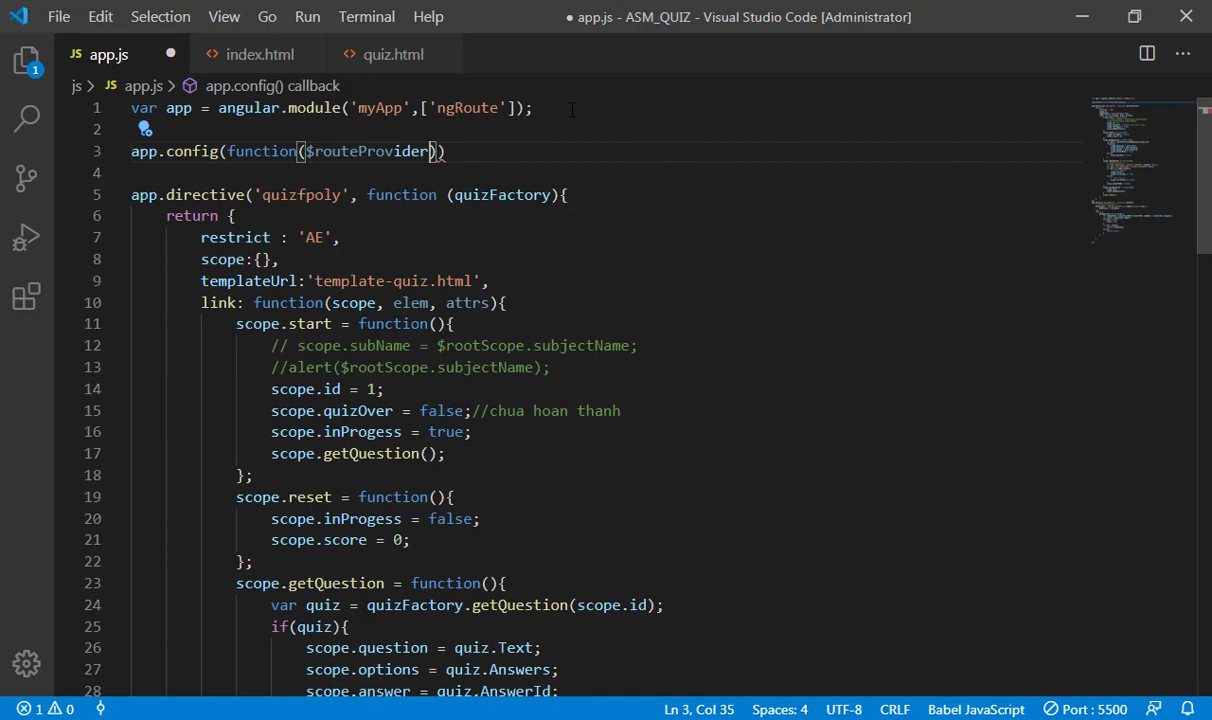 File Edit Selection View Go Run Terminal Help ● app.js - ASM_QUIZ - Visual Studio Code [Administrator]
JS app.js ● <> index.html <> quiz.html ...
js > JS app.js > app.config() callback
1 var app = angular.module('myApp',['ngRoute']);
2
3 app.config(function($routeProvider))
4
5 app.directive('quizfpoly', function (quizFactory){
6 return {
7 restrict : 'AE',
8 scope:{},
9 templateUrl:'template-quiz.html',
10 link: function(scope, elem, attrs){
11 scope.start = function(){
12 // scope.subName = $rootScope.subjectName;
13 //alert($rootScope.subjectName);
14 scope.id = 1;
15 scope.quizOver = false;//chua hoan thanh
16 scope.inProgess = true;
17 scope.getQuestion();
18 };
19 scope.reset = function(){
20 scope.inProgess = false;
21 scope.score = 0;
22 };
23 scope.getQuestion = function(){
24 var quiz = quizFactory.getQuestion(scope.id);
25 if(quiz){
26 scope.question = quiz.Text;
27 scope.options = quiz.Answers;
28 scope.answer = quiz.AnswerId;
1
1 0 Ln 3, Col 35 Spaces: 4 UTF-8 CRLF Babel JavaScript Port : 5500